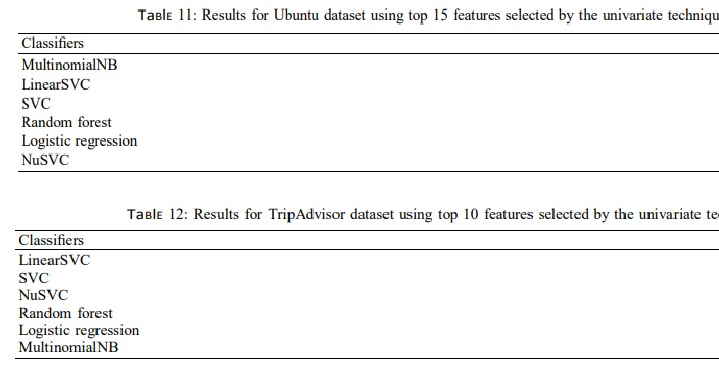 TABLE 11: Results for Ubuntu dataset using top 15 features selected by the univariate
Classifiers
MultinomialNB
LinearSVC
SVC
Random forest
Logistic regression
NuSVC
TABLE 12: Results for TripAdvisor dataset using top 10 features selected by the univariate
Classifiers
LinearSVC
SVC
NuSVC
Random forest
Logistic regression
MultinomialNB